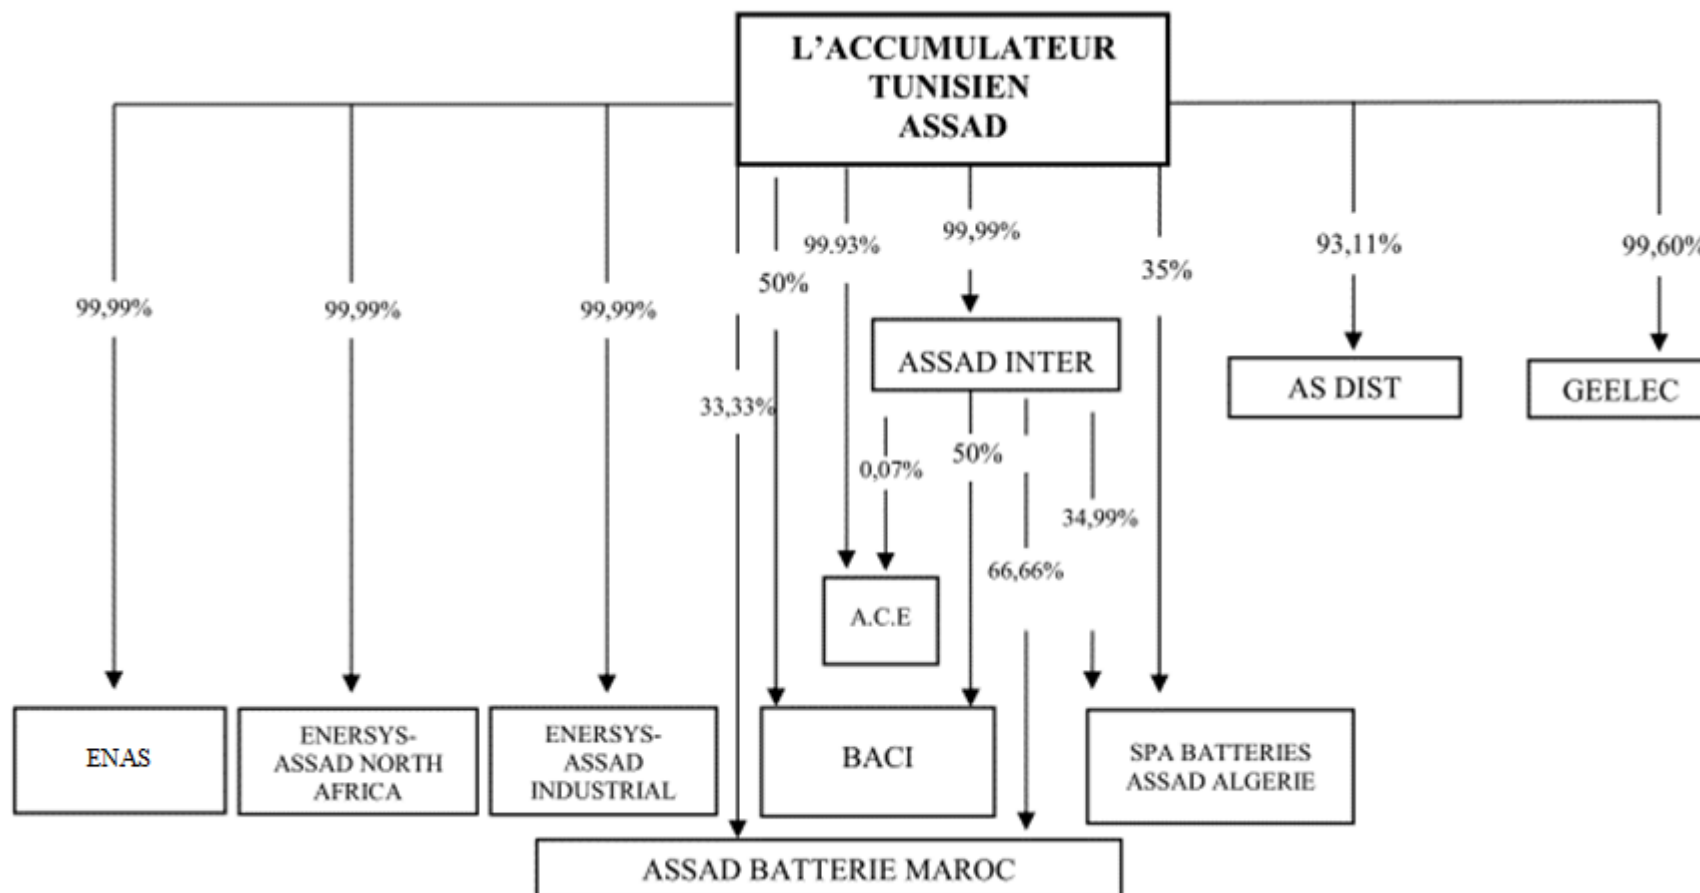 L'ACCUMULATEUR
TUNISIEN
ASSAD
99,99%
99,99%
99,99%
33,33%
50%
99.93%
99,99%
35%
93,11%
99,60%
ASSAD INTER
AS DIST
GEELEC
0,07%
50%
66,66%
34,99%
A.C.E
ENAS
ENERSYS-
ASSAD NORTH
AFRICA
ENERSYS-
ASSAD
INDUSTRIAL
BACI
SPA BATTERIES
ASSAD ALGERIE
ASSAD BATTERIE MAROC